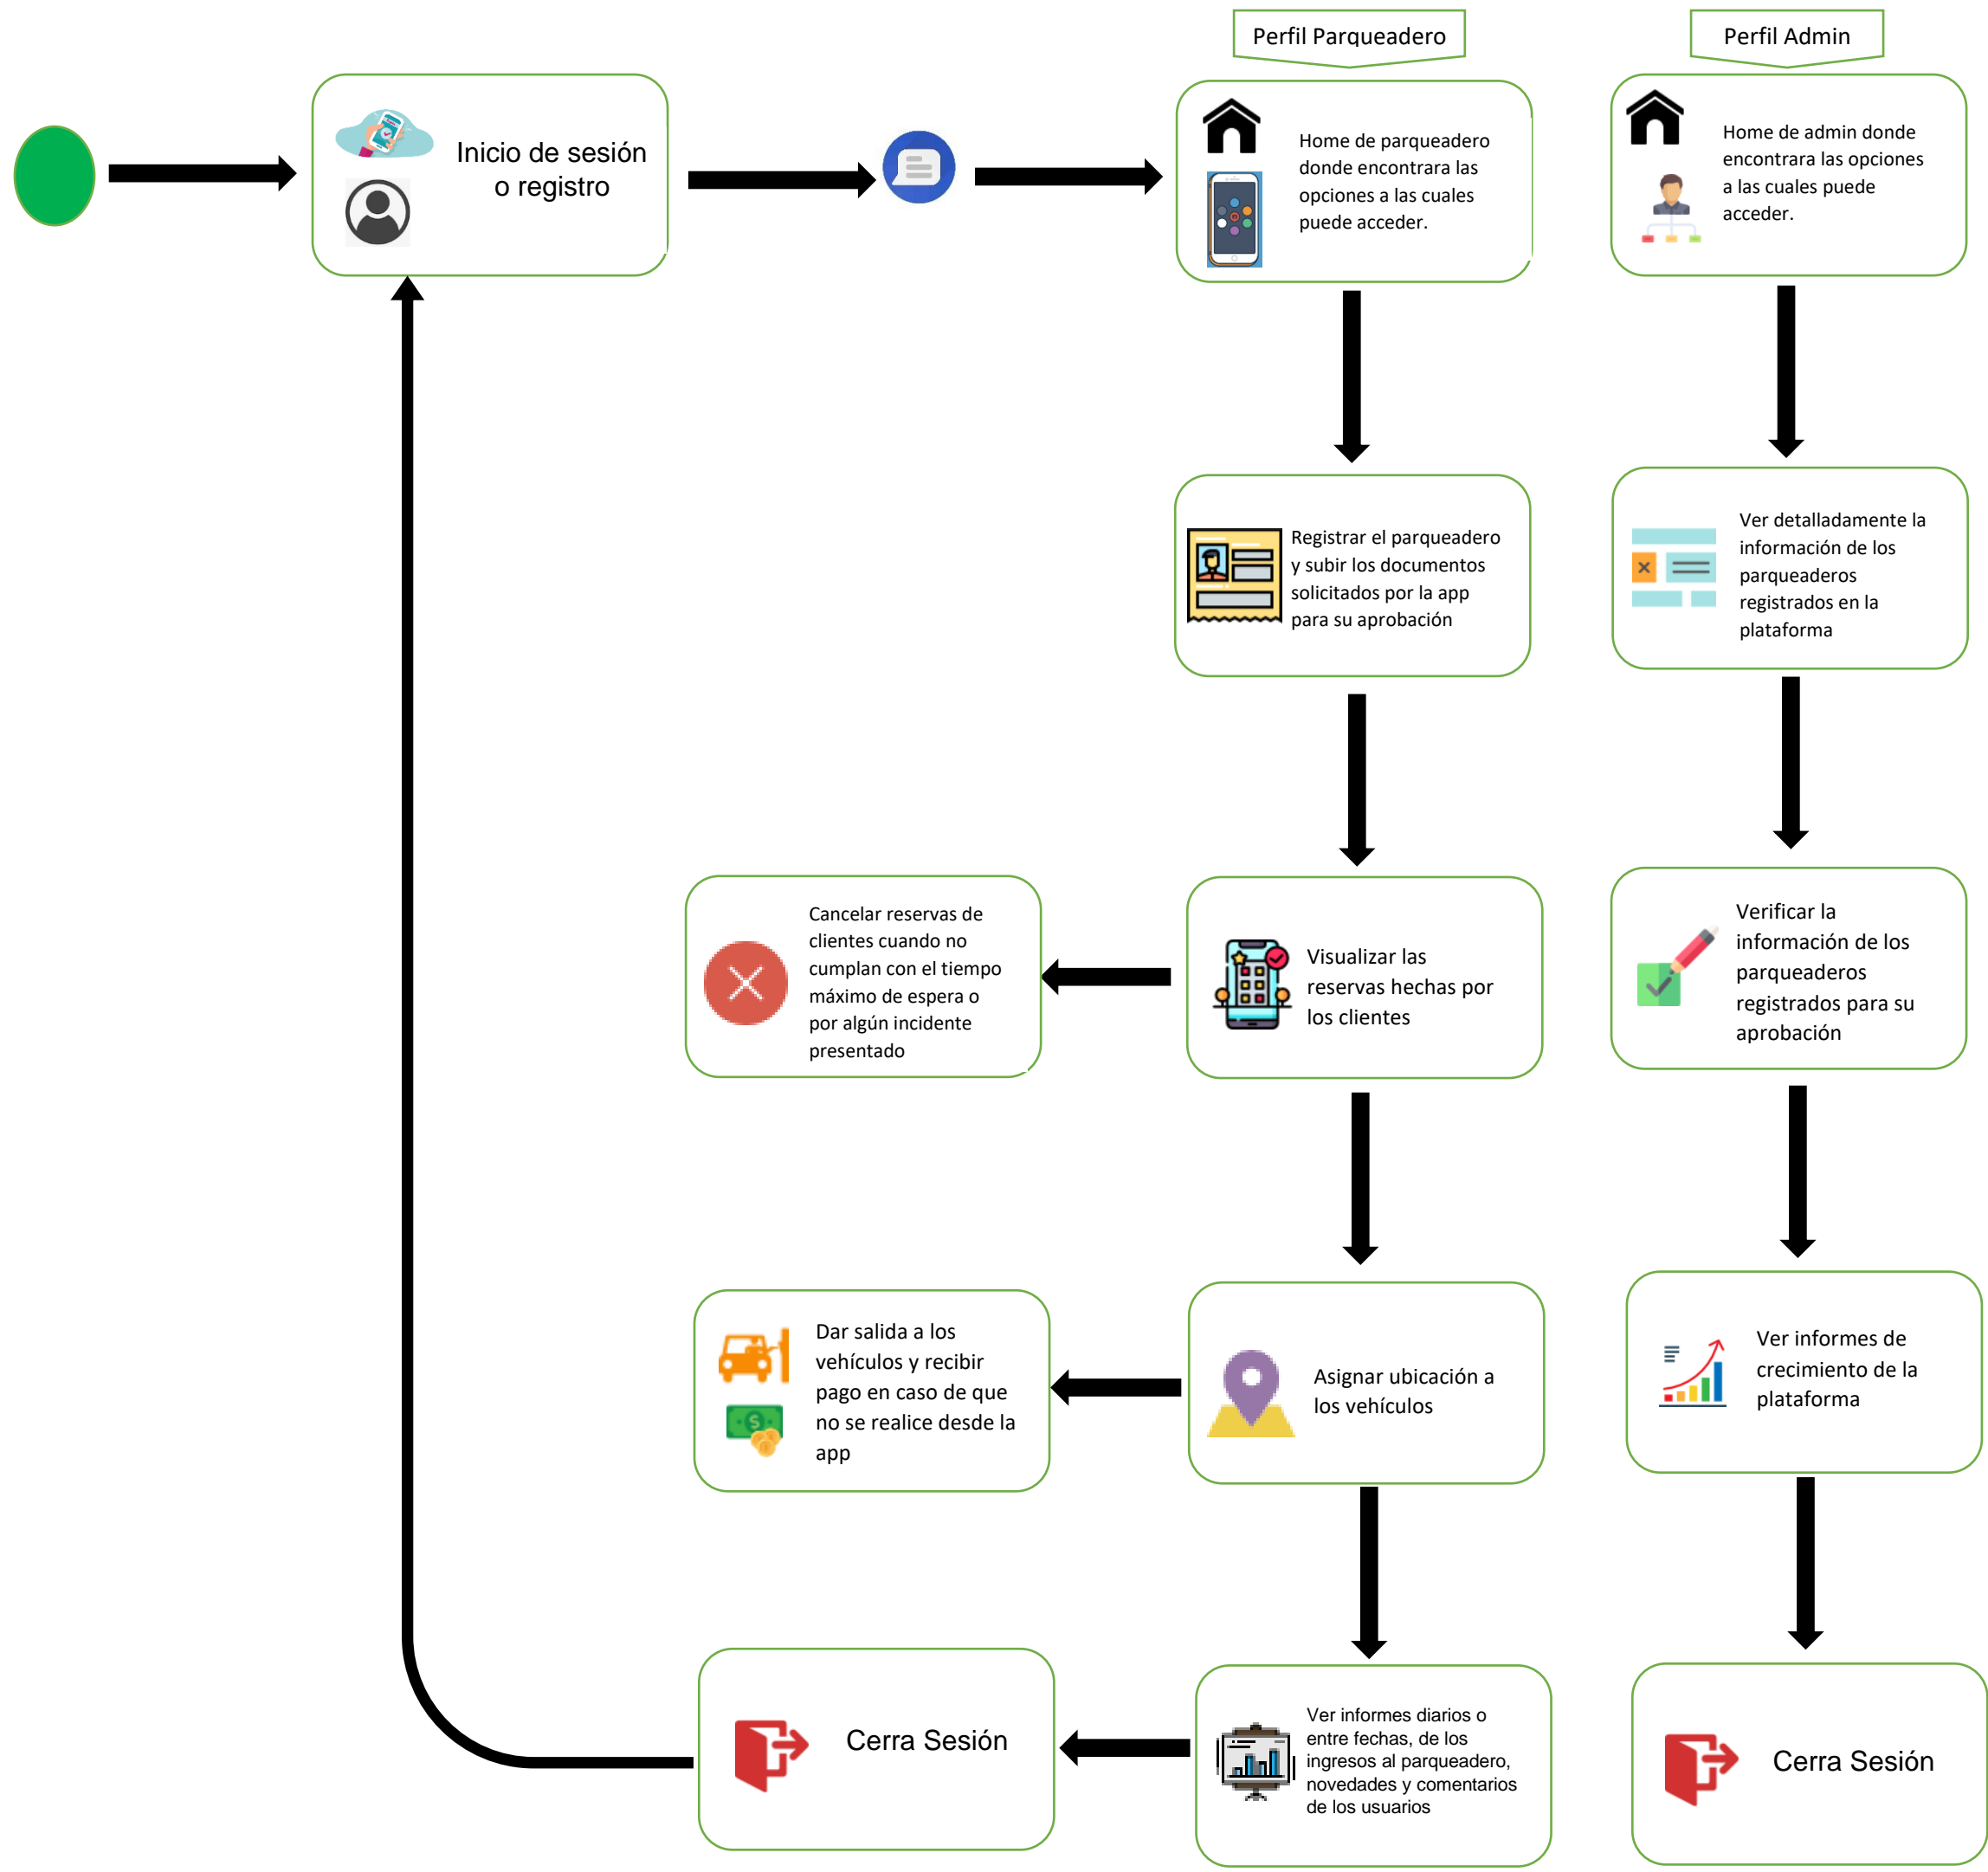 Perfil Parqueadero
Perfil Admin
Inicio de sesión
o registro
Home de parqueadero
donde encontrara las
opciones a las cuales
puede acceder.
Home de admin donde
encontrara las opciones
a las cuales puede
acceder.
Registrar el parqueadero
y subir los documentos
solicitados por la app
para su aprobación
Ver detalladamente la
información de los
parqueaderos
registrados en la
plataforma
Cancelar reservas de
clientes cuando no
cumplan con el tiempo
máximo de espera o
por algún incidente
presentado
Visualizar las
reservas hechas por
los clientes
Verificar la
información de los
parqueaderos
registrados para su
aprobación
Dar salida a los
vehículos y recibir
pago en caso de que
no se realice desde la
app
Asignar ubicación a
los vehículos
Ver informes de
crecimiento de la
plataforma
Cerra Sesión
Ver informes diarios o
entre fechas, de los
ingresos al parqueadero,
novedades y comentarios
de los usuarios
Cerra Sesión